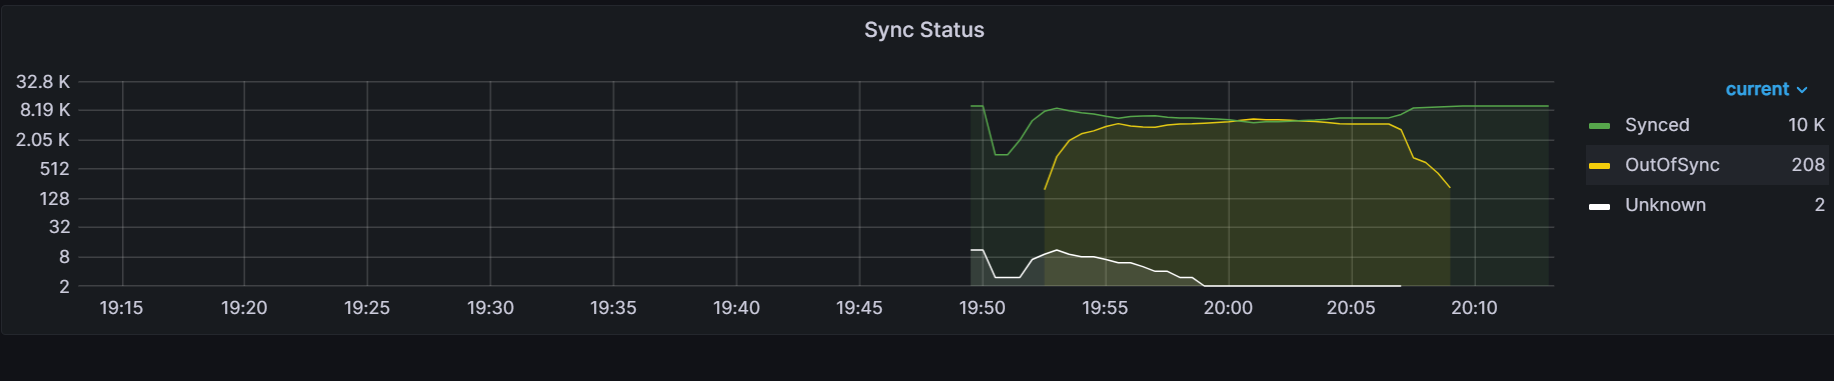 Sync Status
32.8 K
8.19 K
2.05 K
512
128
32
8
2
19:15 19:20 19:25 19:30 19:35 19:40 19:45 19:50 19:55 20:00 20:05 20:10
current
Synced 10 K
OutOfSync 208
Unknown 2